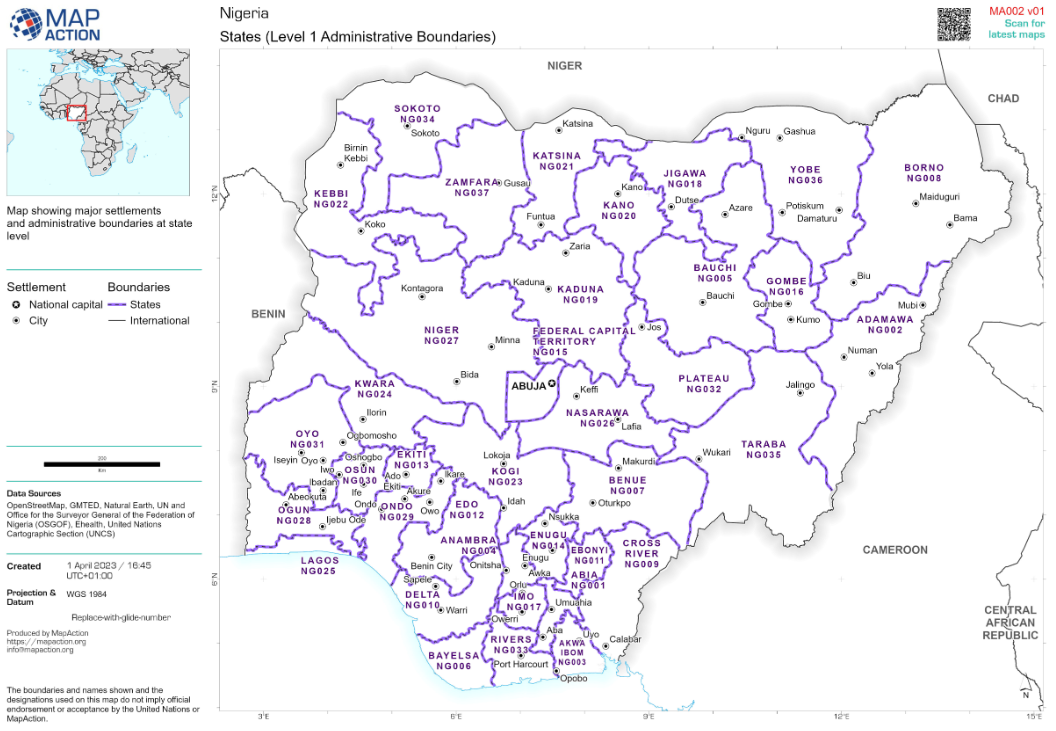 MAP
ACTION
Nigeria
States (Level 1 Administrative Boundaries)
MA002 v01
Scan for
latest maps
Map showing major settlements
and administrative boundaries at state
level
Settlement
National capital
City
Boundaries
States
International
200
Km
Data Sources
OpenStreetMap, GMTED, Natural Earth, UN and
Office for the Surveyor General of the Federation of
Nigeria (OSGOF), Ehealth, United Nations
Cartographic Section (UNCS)
Created
1 April 2023 / 16:45
UTC+01:00
Projection &
Datum
WGS 1984
Replace-with-glide-number
Produced by MapAction
https://mapaction.org
info@mapaction.org
The boundaries and names shown and the
designations used on this map do not imply official
endorsement or acceptance by the United Nations or
MapAction.
NIGER
CHAD
BENIN
CAMEROON
CENTRAL
AFRICAN
REPUBLIC
SOKOTO
NG034
Sokoto
Katsina
KATSINA
NG021
Birnin
Kebbi
KEBBI
NG022
ZAMFARA
NG037
Gusau
Koko
Funtua
Kano
KANO
NG020
JIGAWA
NG018
Dutse
Azare
Nguru
Gashua
YOBE
NG036
Potiskum
Damaturu
BORNO
NG008
Maiduguri
Bama
Biu
Zaria
Kaduna
KADUNA
NG019
Kontagora
BAUCHI
NG005
Bauchi
GOMBE
NG016
Gombe
Kumo
Mubi
ADAMAWA
NG002
Numan
Yola
NIGER
NG027
Minna
Bida
FEDERAL CAPITAL
TERRITORY
NG015
ABUJA
Jos
Keffi
PLATEAU
NG032
NASARAWA
NG026
Lafia
Jalingo
TARABA
NG035
Wukari
KWARA
NG024
Ilorin
Ogbomosho
OYO
NG031
Iseyin
Oyo
Oshogbo
Iwo
OSUN
NG030
Ibadan
Ife
EKITI
NG013
Ado
Ekiti
Ikare
Akure
Owo
Ondo
ONDO
NG029
Abeokuta
OGUN
NG028
Ijebu Ode
LAGOS
NG025
Lokoja
KOGI
NG023
Idah
Makurdi
BENUE
NG007
Oturkpo
EDO
NG012
Benin City
Nsukka
ENUGU
NG014
Enugu
ANAMBRA
NG004
Onitsha
Awka
EBONYI
NG011
CROSS
RIVER
NG009
ABIA
NG001
Sapele
DELTA
NG010
Warri
Orlu
IMO
NG017
Owerri
Umuahia
Aba
Uyo
Calabar
AKWA
IBOM
NG003
RIVERS
NG033
Port Harcourt
BAYELSA
NG006
Opobo
N
12°N
9°N
6°N
3°E
6°E
9°E
12°E
15°E